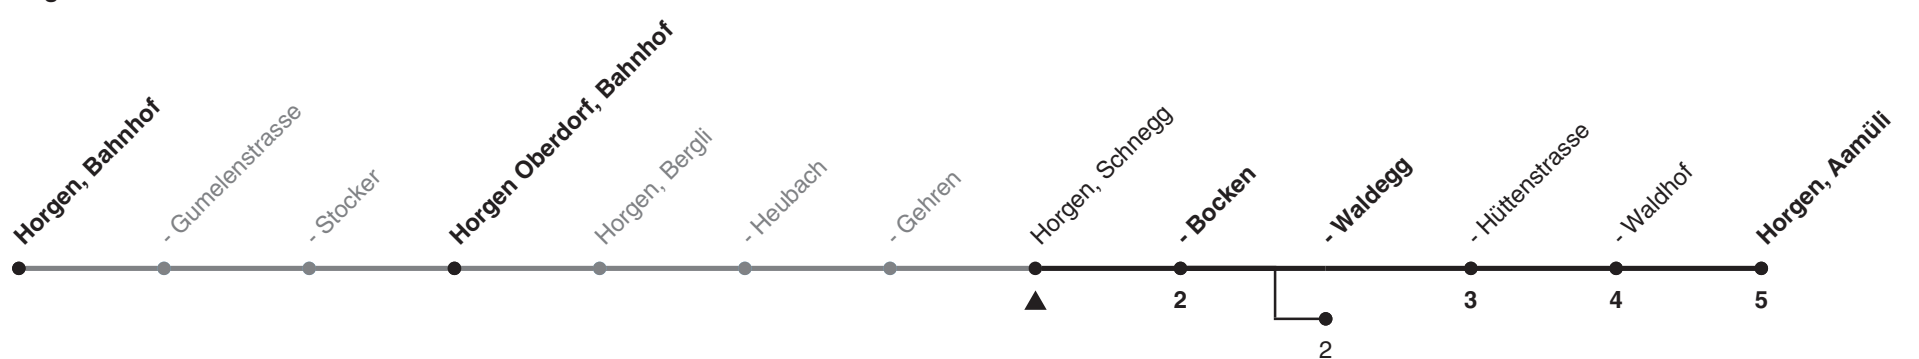 Horgen, Bahnhof
- Gumelenstrasse
- Stocker
Horgen Oberdorf, Bahnhof
Horgen, Bergli
- Heubach
- Gehren
Horgen, Schnegg
- Bocken
- Waldegg
- Hüttenstrasse
- Waldhof
Horgen, Aamüli
2
3
4
5
2